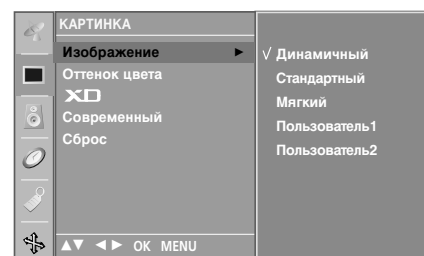 КАРТИНКА
Изображение ►
Оттенок цвета
XD
Современный
Сброс
√ Динамичный
Стандартный
Мягкий
Пользователь1
Пользователь2
▲▼ ◄► OK MENU